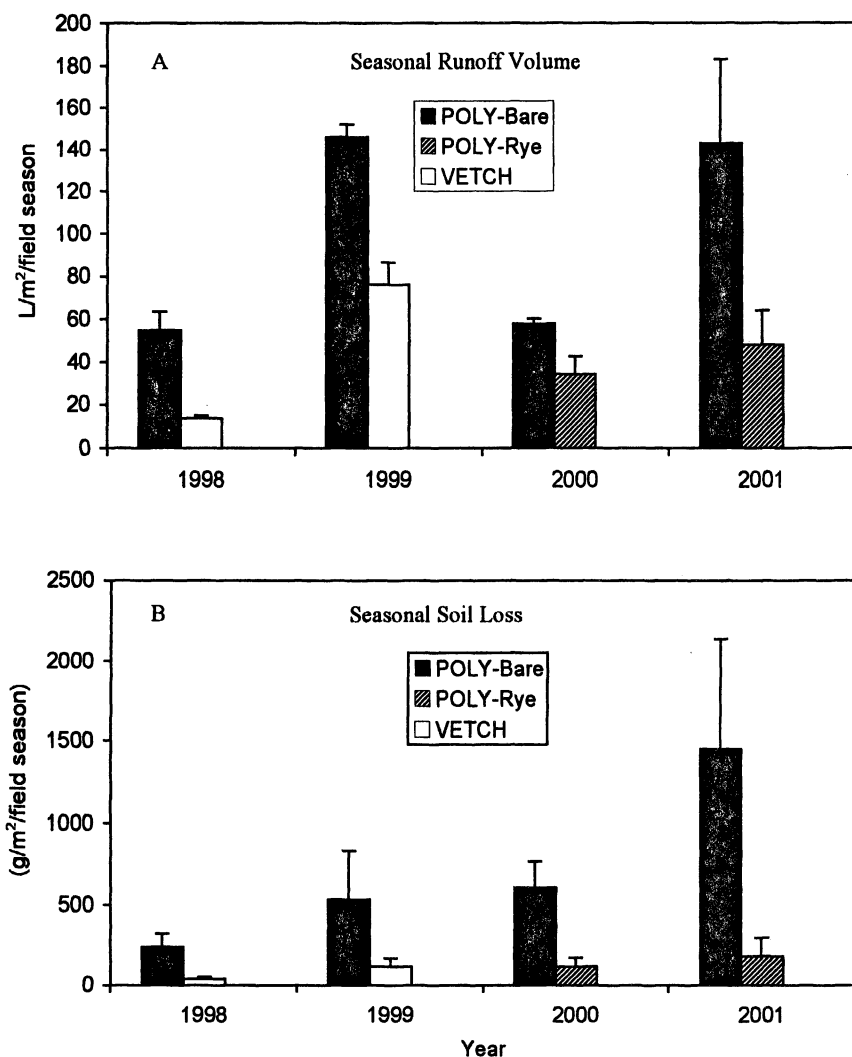 A
Seasonal Runoff Volume
POLY-Bare
POLY-Rye
VETCH
L/m²/field season
200
180
160
140
120
100
80
60
40
20
0
1998 1999 2000 2001
B
Seasonal Soil Loss
POLY-Bare
POLY-Rye
VETCH
(g/m²/field season)
2500
2000
1500
1000
500
0
1998 1999 2000 2001
Year